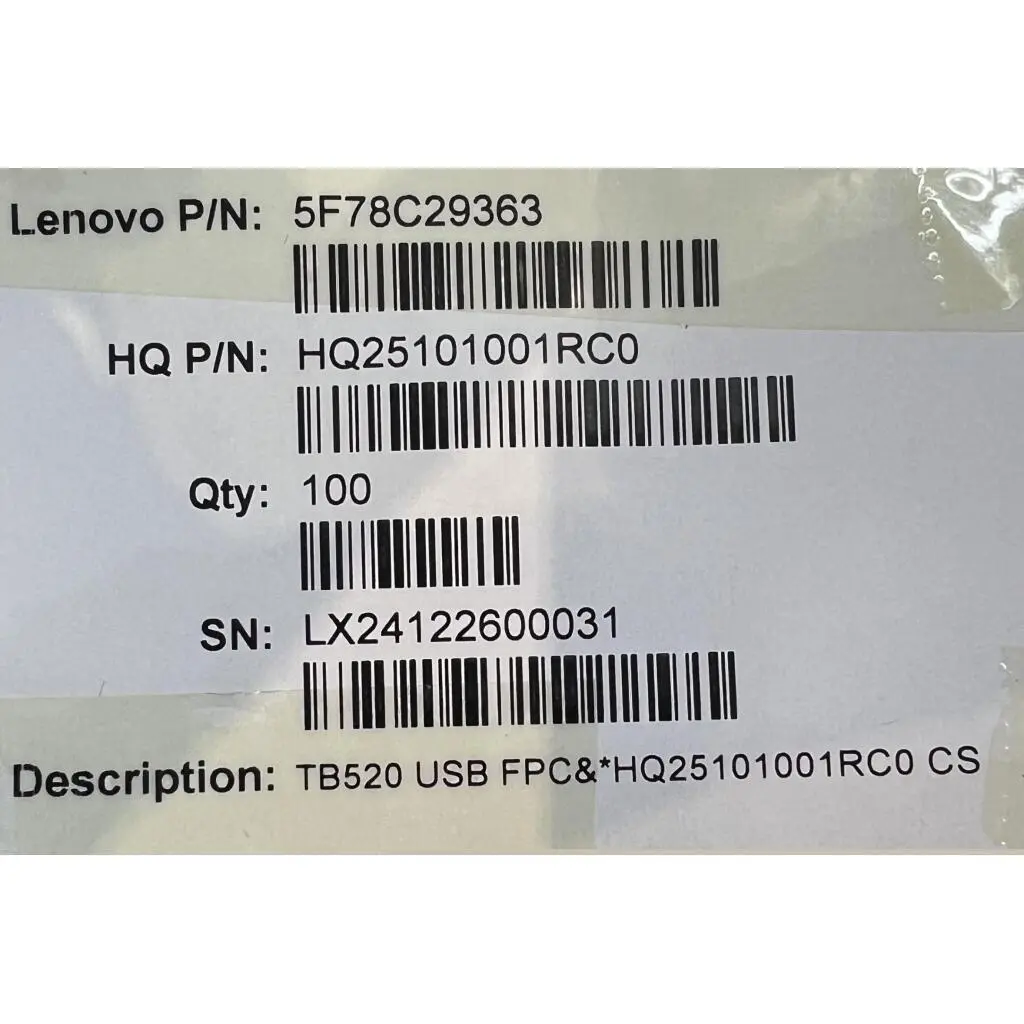 Lenovo P/N: 5F78C29363
HQ P/N: HQ25101001RC0
Qty: 100
SN: LX24122600031
Description: TB520 USB FPC&*HQ25101001RC0 CS